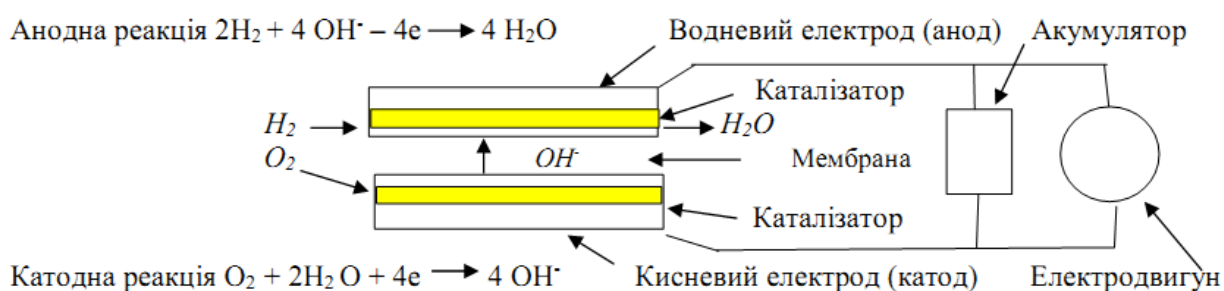 Анодна реакція 2H₂ + 4 OH⁻ – 4e → 4 H₂O
Водневий електрод (анод)
Акумулятор
Каталізатор
H₂
H₂O
O₂
OH⁻
Мембрана
Каталізатор
Катодна реакція O₂ + 2H₂ O + 4e → 4 OH⁻
Кисневий електрод (катод)
Електродвигун